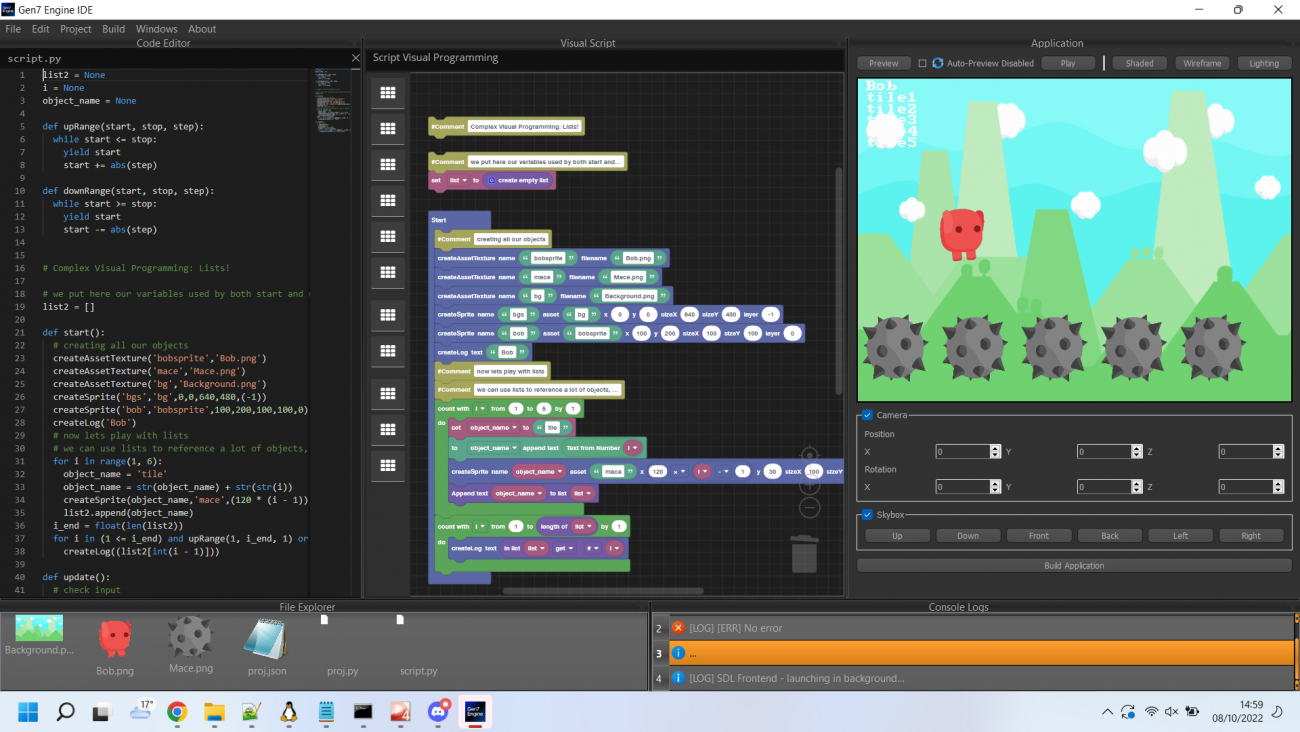 Gen7 Engine IDE
File Edit Project Build Windows About
Code Editor
script.py
1 list2 = None
2 i = None
3 object_name = None
4
5 def upRange(start, stop, step):
6 while start <= stop:
7 yield start
8 start += abs(step)
9
10 def downRange(start, stop, step):
11 while start >= stop:
12 yield start
13 start -= abs(step)
14
15
16 # Complex Visual Programming: Lists!
17
18 # we put here our variables used by both start and
19 list2 = []
20
21 def start():
22 # creating all our objects
23 createAssetTexture('bobsprite','Bob.png')
24 createAssetTexture('mace','Mace.png')
25 createAssetTexture('bg','Background.png')
26 createSprite('bgs','bg',0,0,640,480,(-1))
27 createSprite('bob','bobsprite',100,200,100,100,0)
28 createLog('Bob')
29 # now lets play with lists
30 # we can use lists to reference a lot of objects,
31 for i in range(1, 6):
32 object_name = 'tile'
33 object_name = str(object_name) + str(str(i))
34 createSprite(object_name,'mace',(120 * (i - 1))
35 list2.append(object_name)
36 i_end = float(len(list2))
37 for i in (1 <= i_end) and upRange(1, i_end, 1) or
38 createLog((list2[int(i - 1)]))
39
40 def update():
41 # check input
Visual Script
Script Visual Programming
#Comment Complex Visual Programming: Lists!
#Comment we put here our variables used by both start and...
set list to create empty list
Start
#Comment creating all our objects
createAssetTexture name “ bobsprite ” filename “ Bob.png ”
createAssetTexture name “ mace ” filename “ Mace.png ”
createAssetTexture name “ bg ” filename “ Background.png ”
createSprite name “ bgs ” asset “ bg ” x 0 y 0 sizeX 640 sizeY 480 layer -1
createSprite name “ bob ” asset “ bobsprite ” x 100 y 200 sizeX 100 sizeY 100 layer 0
createLog text “ Bob ”
#Comment now lets play with lists
#Comment we can use lists to reference a lot of objects, ...
count with i from 1 to 5 by 1
do set object_name to “ tile ”
to object_name append text Text from Number i
createSprite name object_name asset “ mace ” x 120 × i - 1 y 30 sizeX 100 sizeY
Append text object_name to list list
count with i from 1 to length of list by 1
do createLog text in list list get # i
Application
Preview Auto-Preview Disabled Play Shaded Wireframe Lighting
Bob
tile1
tile2
tile3
tile4
tile5
Camera
Position
X 0 Y 0 Z 0
Rotation
X 0 Y 0 Z 0
Skybox
Up Down Front Back Left Right
Build Application
File Explorer
Background.p... Bob.png Mace.png proj.json proj.py script.py
Console Logs
2 [LOG] [ERR] No error
3 ...
4 [LOG] SDL Frontend - launching in background...
17°
Gen7
Engine
14:59
08/10/2022